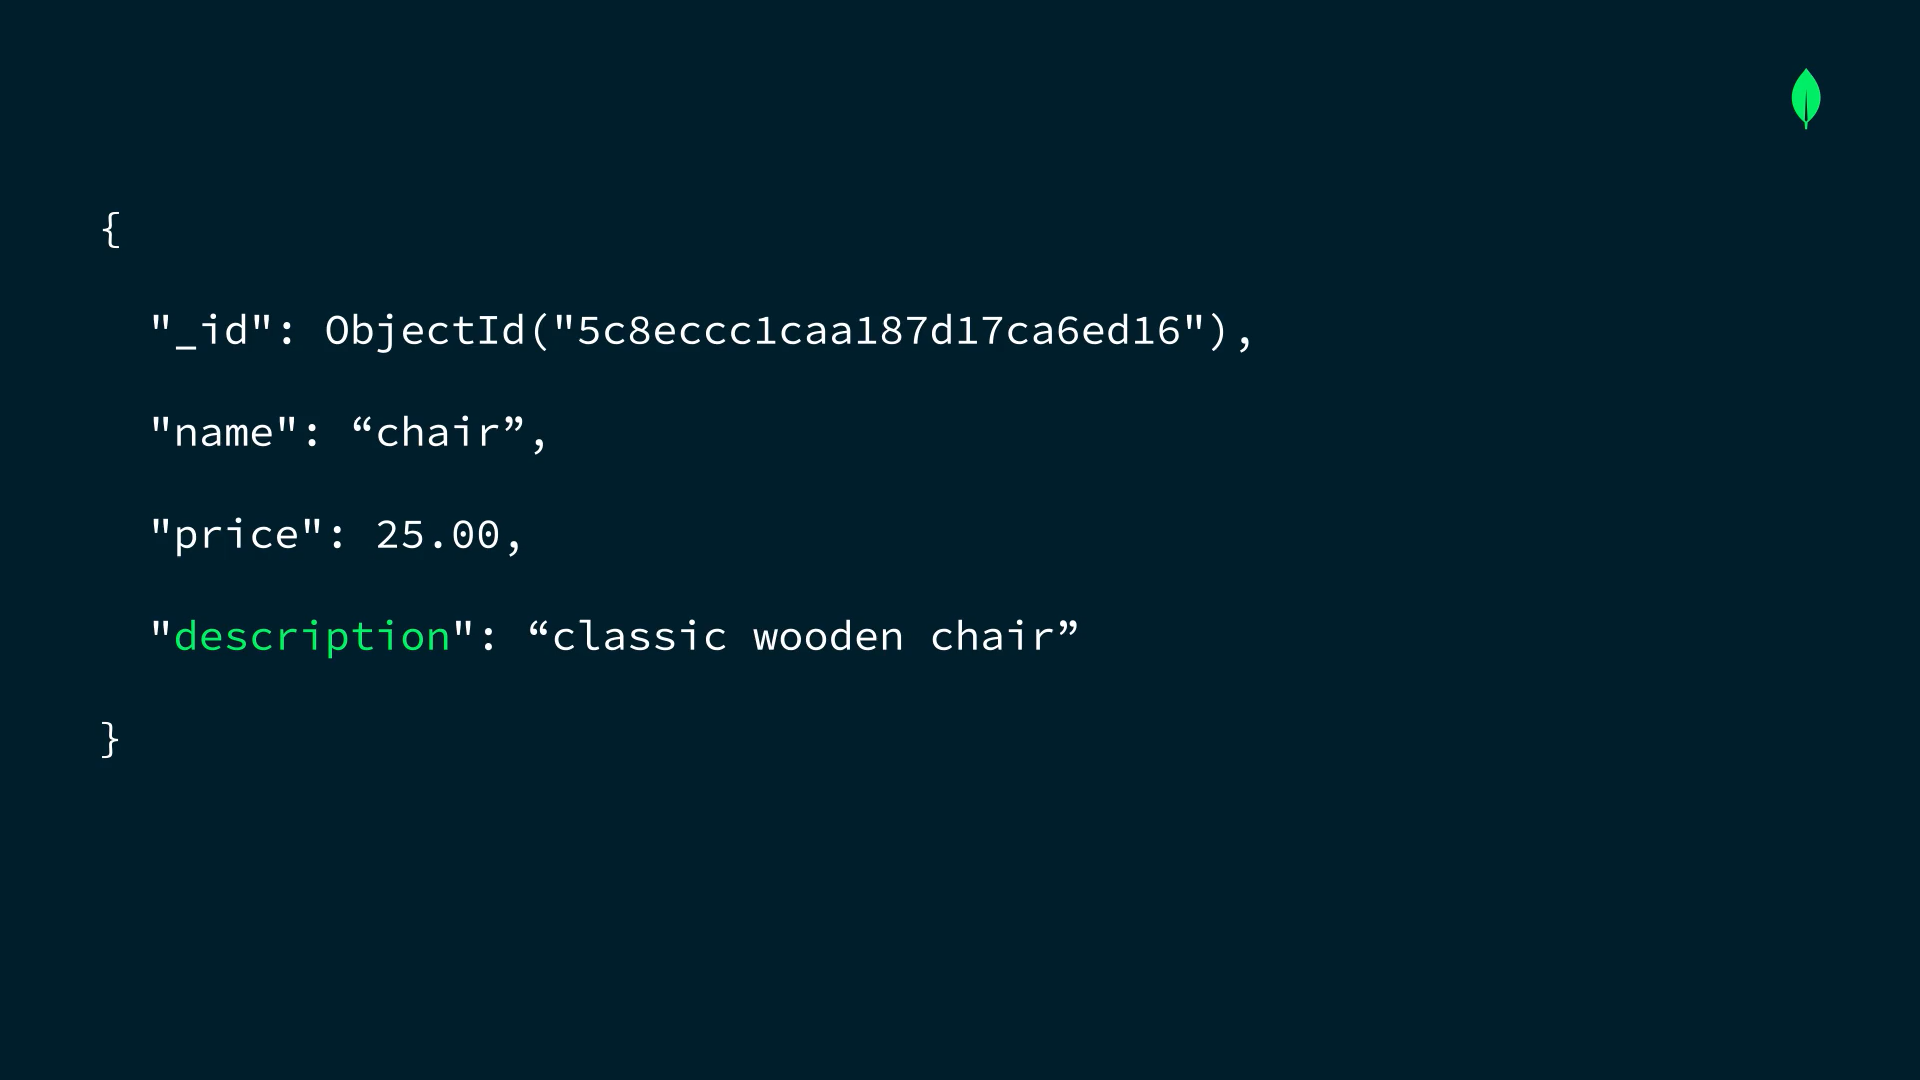 {
"_id": ObjectId("5c8eccc1caa187d17ca6ed16"),
"name": “chair”,
"price": 25.00,
"description": “classic wooden chair”
}